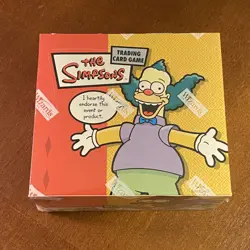 TRADING
CARD GAME
THE
SIMPSONS
I heartily
endorse this
event or
product.